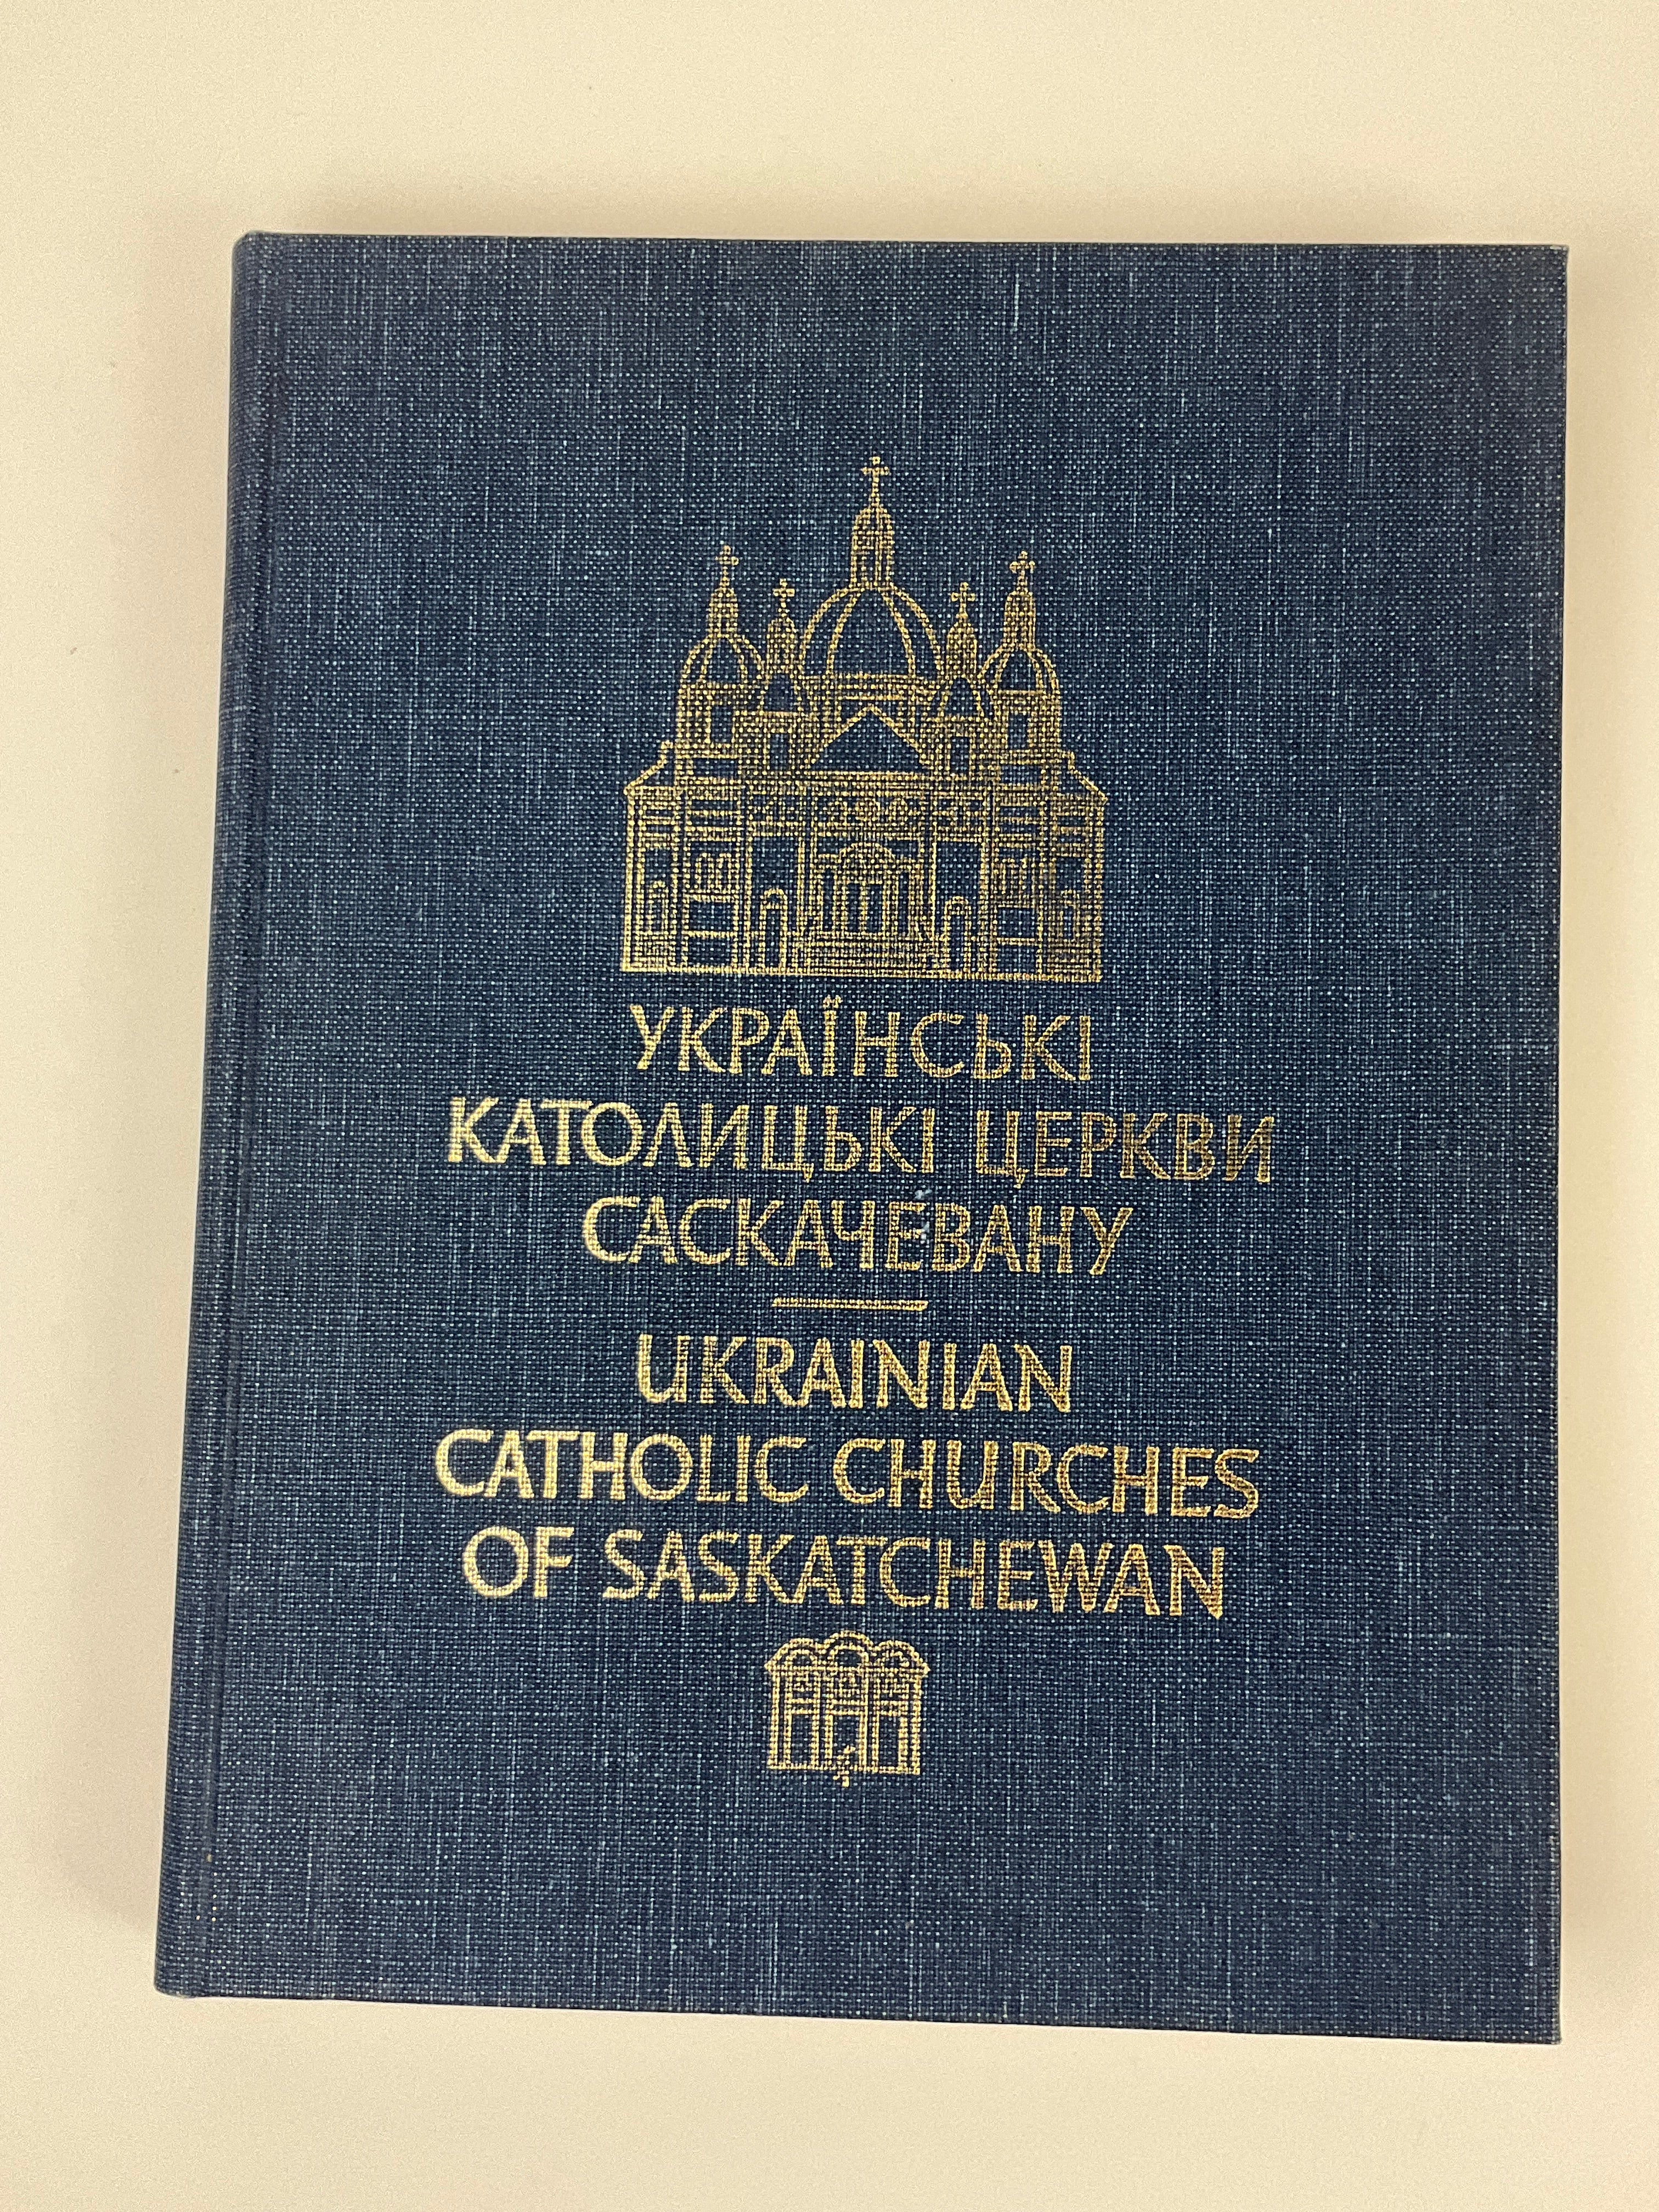 УКРАЇНСЬКІ
КАТОЛИЦЬКІ ЦЕРКВИ
САСКАЧЕВАНУ
UKRAINIAN
CATHOLIC CHURCHES
OF SASKATCHEWAN